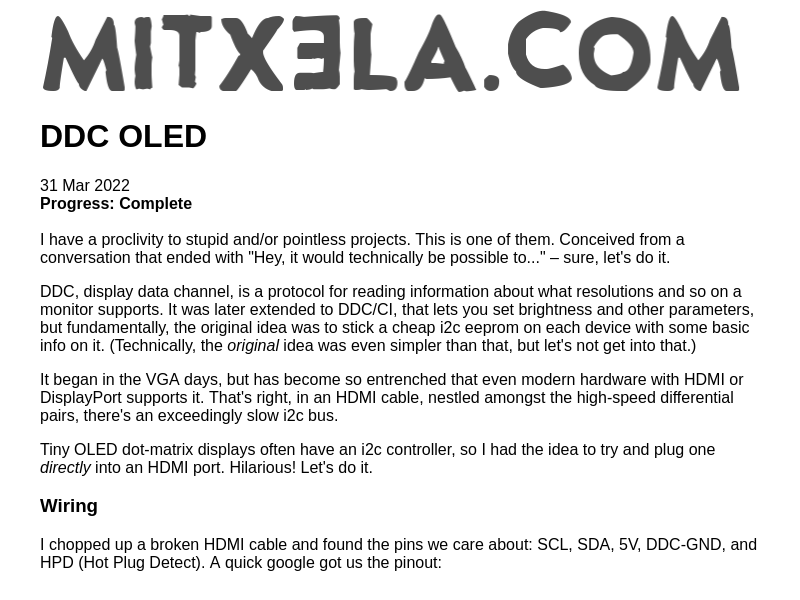 MITXELA.COM
DDC OLED
31 Mar 2022
Progress: Complete
I have a proclivity to stupid and/or pointless projects. This is one of them. Conceived from a
conversation that ended with "Hey, it would technically be possible to..." – sure, let's do it.
DDC, display data channel, is a protocol for reading information about what resolutions and so on a
monitor supports. It was later extended to DDC/CI, that lets you set brightness and other parameters,
but fundamentally, the original idea was to stick a cheap i2c eeprom on each device with some basic
info on it. (Technically, the original idea was even simpler than that, but let's not get into that.)
It began in the VGA days, but has become so entrenched that even modern hardware with HDMI or
DisplayPort supports it. That's right, in an HDMI cable, nestled amongst the high-speed differential
pairs, there's an exceedingly slow i2c bus.
Tiny OLED dot-matrix displays often have an i2c controller, so I had the idea to try and plug one
directly into an HDMI port. Hilarious! Let's do it.
Wiring
I chopped up a broken HDMI cable and found the pins we care about: SCL, SDA, 5V, DDC-GND, and
HPD (Hot Plug Detect). A quick google got us the pinout: